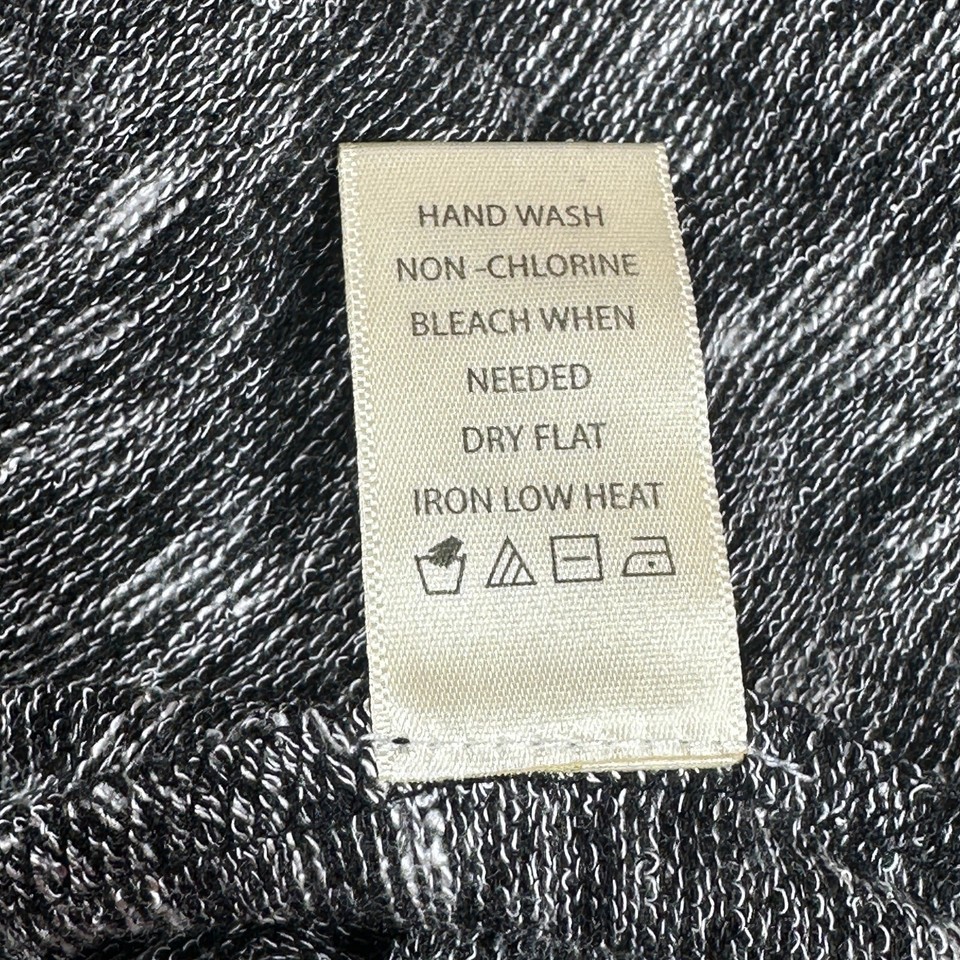 HAND WASH
NON -CHLORINE
BLEACH WHEN
NEEDED
DRY FLAT
IRON LOW HEAT